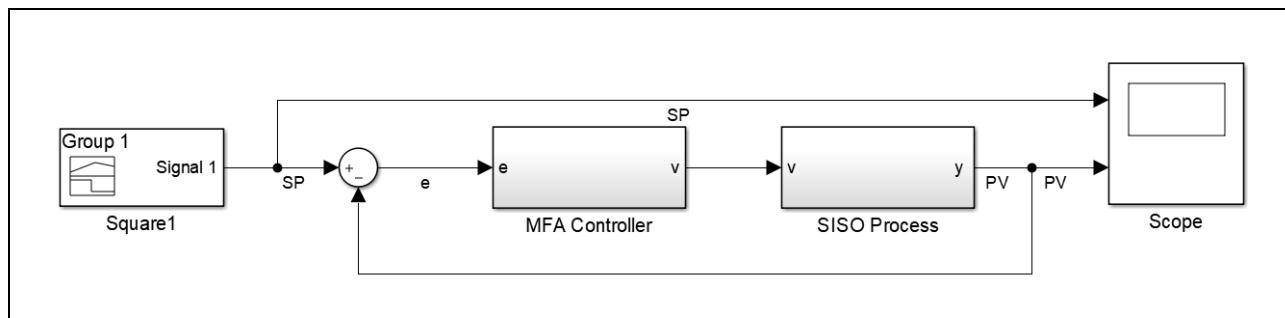 SP
Group 1
Signal 1
SP
+
−
e
e
v
v
y
PV
PV
Square1
MFA Controller
SISO Process
Scope